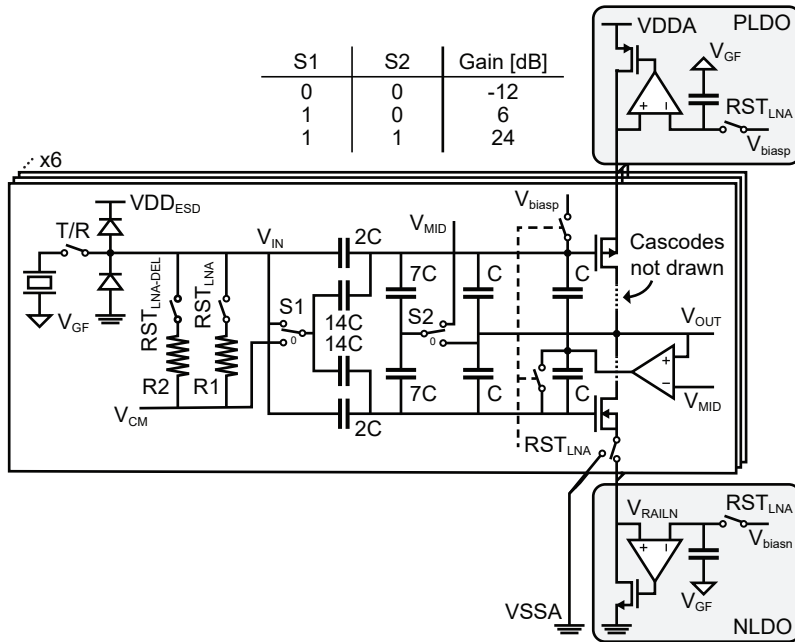 VDDA
PLDO
V_GF
RST_LNA
V_biasp
S1 S2 Gain [dB]
0 0 -12
1 0 6
1 1 24
x6
VDD_ESD
T/R
V_GF
RST_LNA-DEL
RST_LNA
R2
R1
V_CM
V_IN
S1
0
2C
14C
14C
2C
V_MID
7C
C
S2
0
7C
C
V_biasp
C
C
RST_LNA
Cascodes
not drawn
V_OUT
V_MID
+
–
VSSA
V_RAILN
RST_LNA
V_biasn
V_GF
NLDO
+
–
+
–